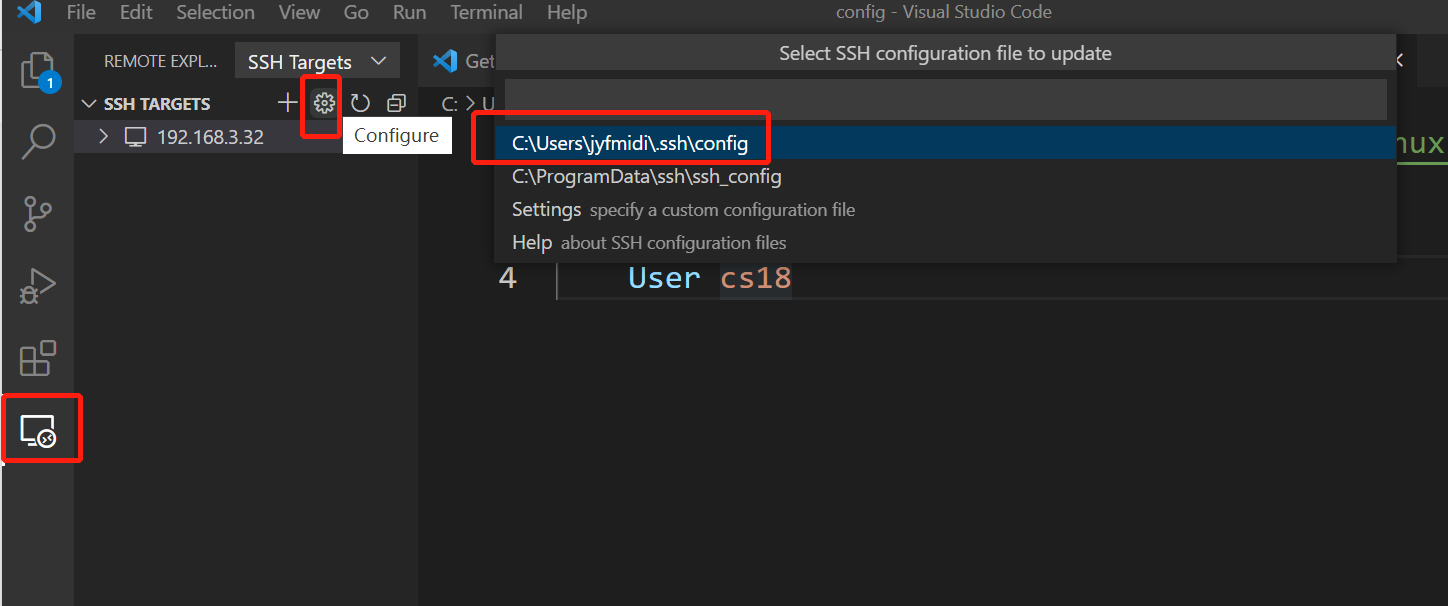 File Edit Selection View Go Run Terminal Help config - Visual Studio Code
Select SSH configuration file to update
REMOTE EXPL... SSH Targets
Get
1
SSH TARGETS
C: > U
192.168.3.32
Configure
C:\Users\jyfmidi\.ssh\config
C:\ProgramData\ssh\ssh_config
Settings specify a custom configuration file
Help about SSH configuration files
4 User cs18